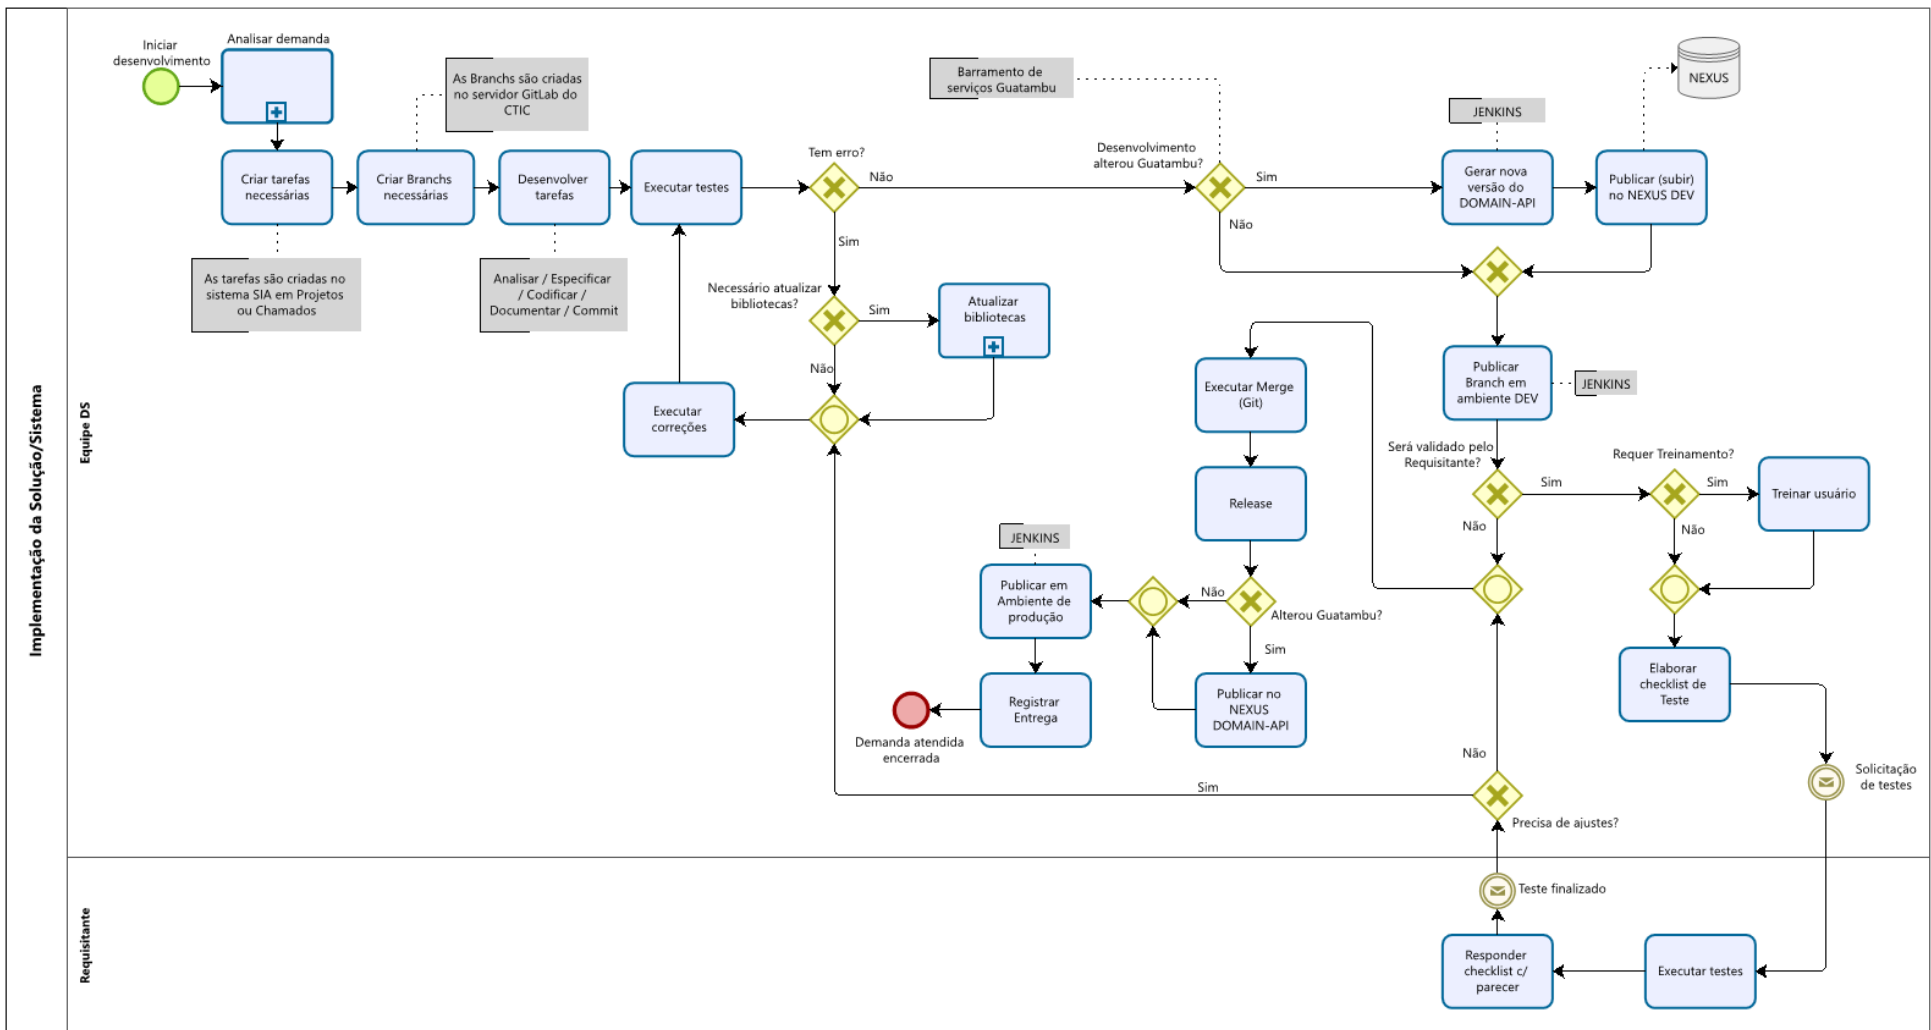 Implementação da Solução/Sistema
Equipe DS
Iniciar
desenvolvimento
Analisar demanda
As Branchs são criadas
no servidor GitLab do
CTIC
Criar tarefas
necessárias
Criar Branchs
necessárias
Desenvolver
tarefas
Executar testes
As tarefas são criadas no
sistema SIA em Projetos
ou Chamados
Analisar / Especificar
/ Codificar /
Documentar / Commit
Tem erro?
Não
Sim
Necessário atualizar
bibliotecas?
Sim
Atualizar
bibliotecas
Não
Executar
correções
Barramento de
serviços Guatambu
Desenvolvimento
alterou Guatambu?
Sim
Não
JENKINS
Gerar nova
versão do
DOMAIN-API
Publicar (subir)
no NEXUS DEV
NEXUS
Publicar
Branch em
ambiente DEV
JENKINS
Será validado pelo
Requisitante?
Sim
Não
Requer Treinamento?
Sim
Não
Treinar usuário
Elaborar
checklist de
Teste
Solicitação
de testes
Executar Merge
(Git)
Release
Alterou Guatambu?
Não
Sim
Publicar no
NEXUS
DOMAIN-API
JENKINS
Publicar em
Ambiente de
produção
Registrar
Entrega
Demanda atendida
encerrada
Não
Sim
Precisa de ajustes?
Requisitante
Teste finalizado
Responder
checklist c/
parecer
Executar testes